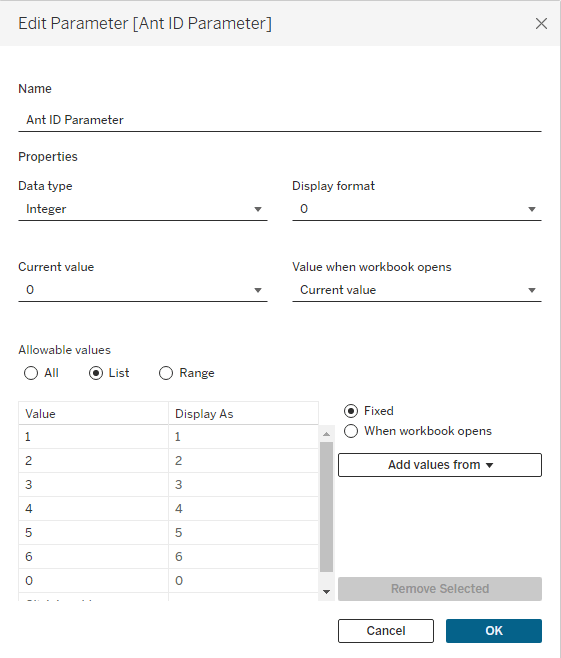 Edit Parameter [Ant ID Parameter]
Name
Ant ID Parameter
Properties
Data type Display format
Integer 0
Current value Value when workbook opens
0 Current value
Allowable values
All List Range
Value Display As
1 1
2 2
3 3
4 4
5 5
6 6
0 0
Fixed
When workbook opens
Add values from
Remove Selected
Cancel OK